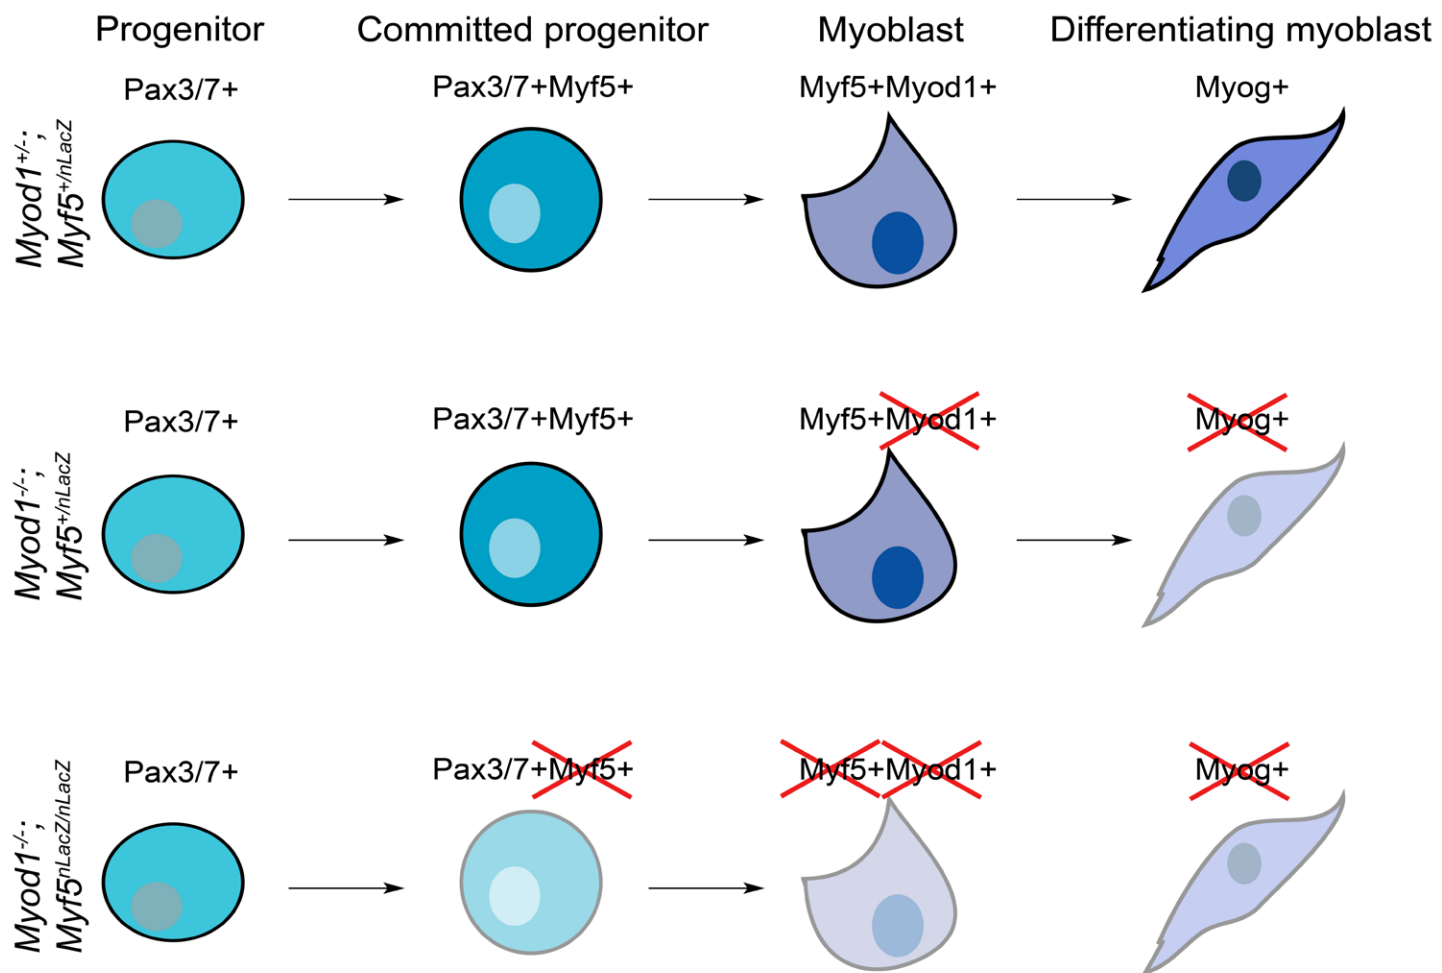 Progenitor Committed progenitor Myoblast Differentiating myoblast
Pax3/7+ Pax3/7+Myf5+ Myf5+Myod1+ Myog+
Myod1+/-;
Myf5+/nLacZ
Pax3/7+ Pax3/7+Myf5+ Myf5+Myod1+ Myog+
Myod1-/-;
Myf5+/nLacZ
Pax3/7+ Pax3/7+Myf5+ Myf5+Myod1+ Myog+
Myod1-/-;
Myf5nLacZ/nLacZ